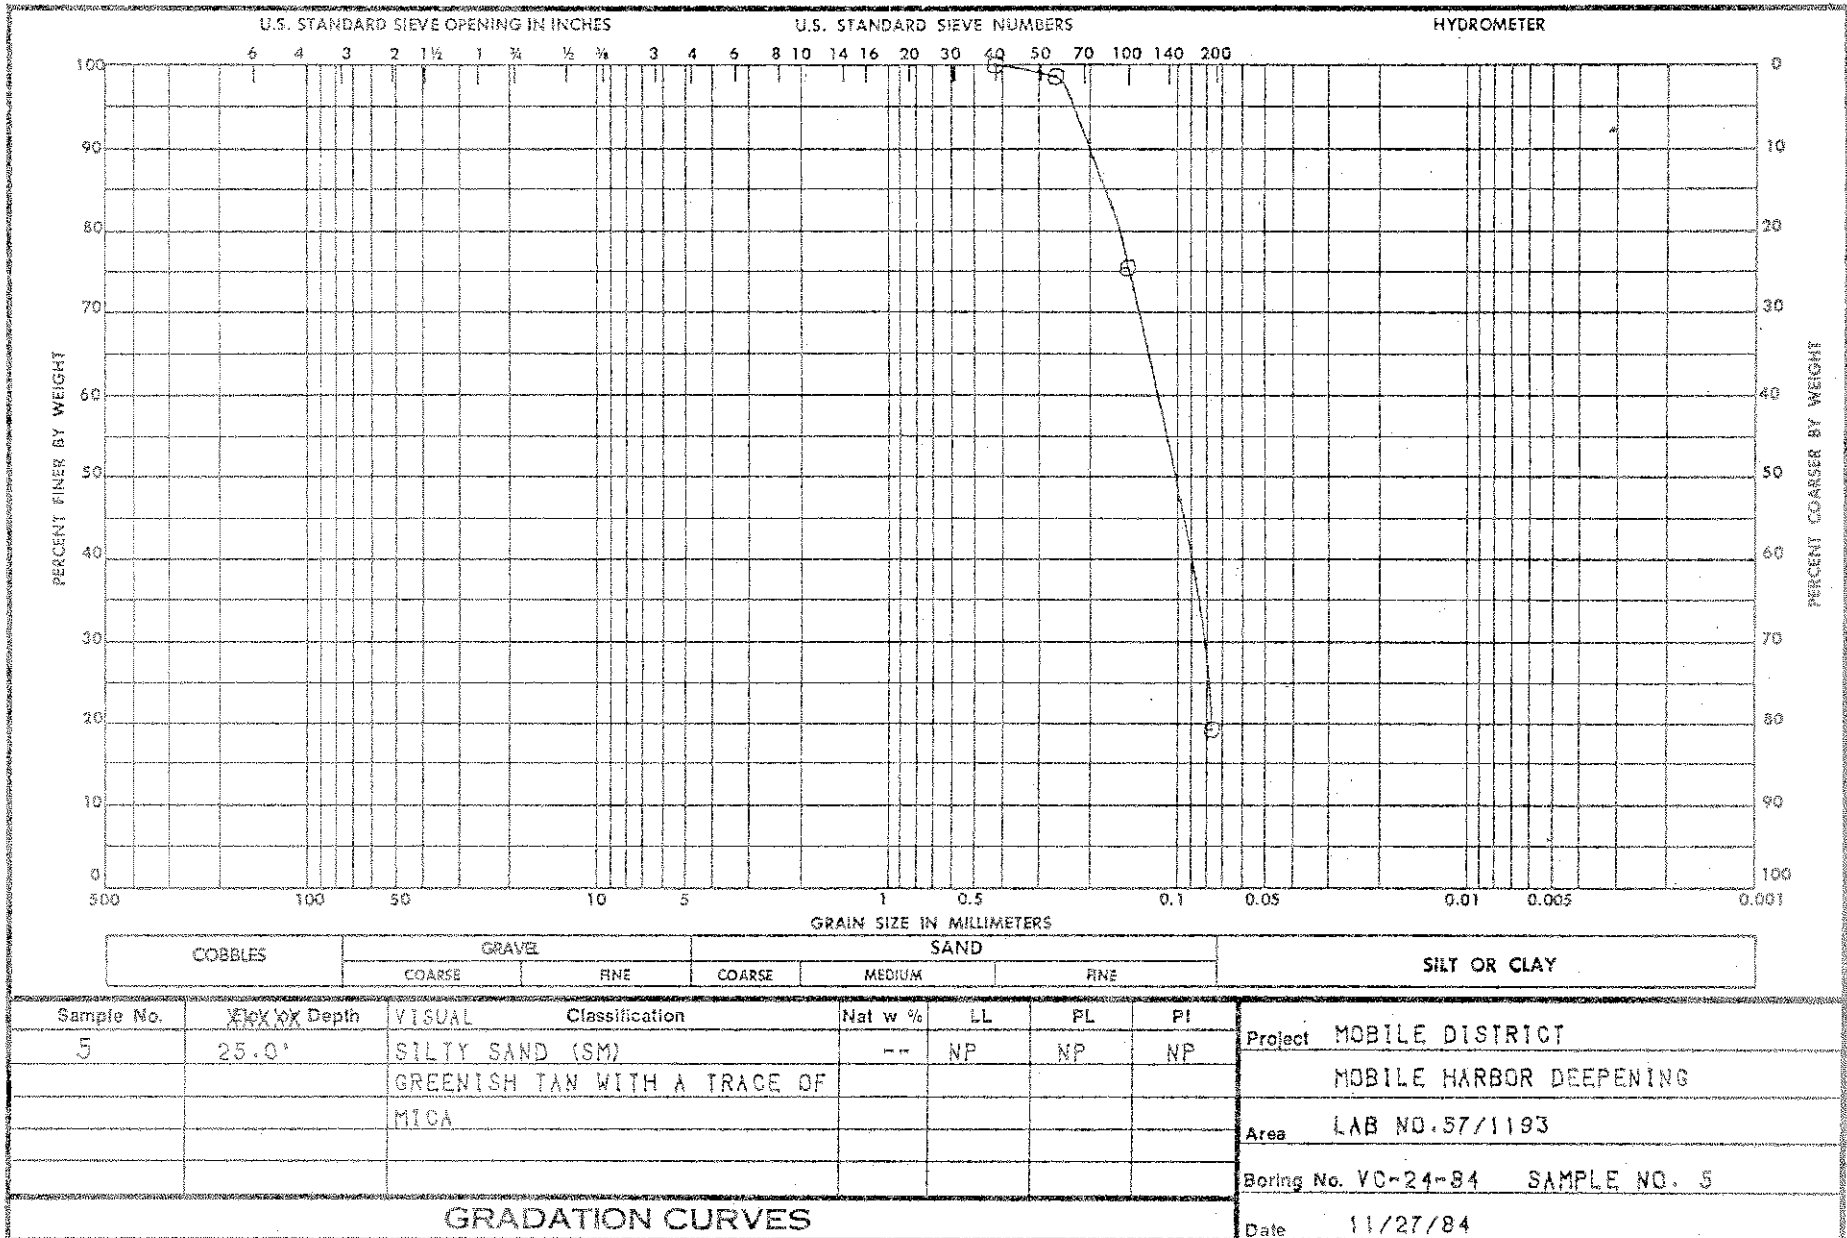 U.S. STANDARD SIEVE OPENING IN INCHES U.S. STANDARD SIEVE NUMBERS HYDROMETER
6 4 3 2 1½ 1 ¾ ½ ⅜ 3 4 6 8 10 14 16 20 30 40 50 70 100 140 200
100 0
90 10
80 20
70 30
60 40
50 50
40 60
30 70
20 80
10 90
0 100
PERCENT FINER BY WEIGHT
PERCENT COARSER BY WEIGHT
500 100 50 10 5 1 0.5 0.1 0.05 0.01 0.005 0.001
GRAIN SIZE IN MILLIMETERS
COBBLES GRAVEL SAND SILT OR CLAY
COARSE FINE COARSE MEDIUM FINE
Sample No. Depth VISUAL Classification Nat w % LL PL PI
5 25.0' SILTY SAND (SM) -- NP NP NP
GREENISH TAN WITH A TRACE OF
MICA
Project MOBILE DISTRICT
MOBILE HARBOR DEEPENING
Area LAB NO.57/1193
Boring No. VC-24-84 SAMPLE NO. 5
Date 11/27/84
GRADATION CURVES